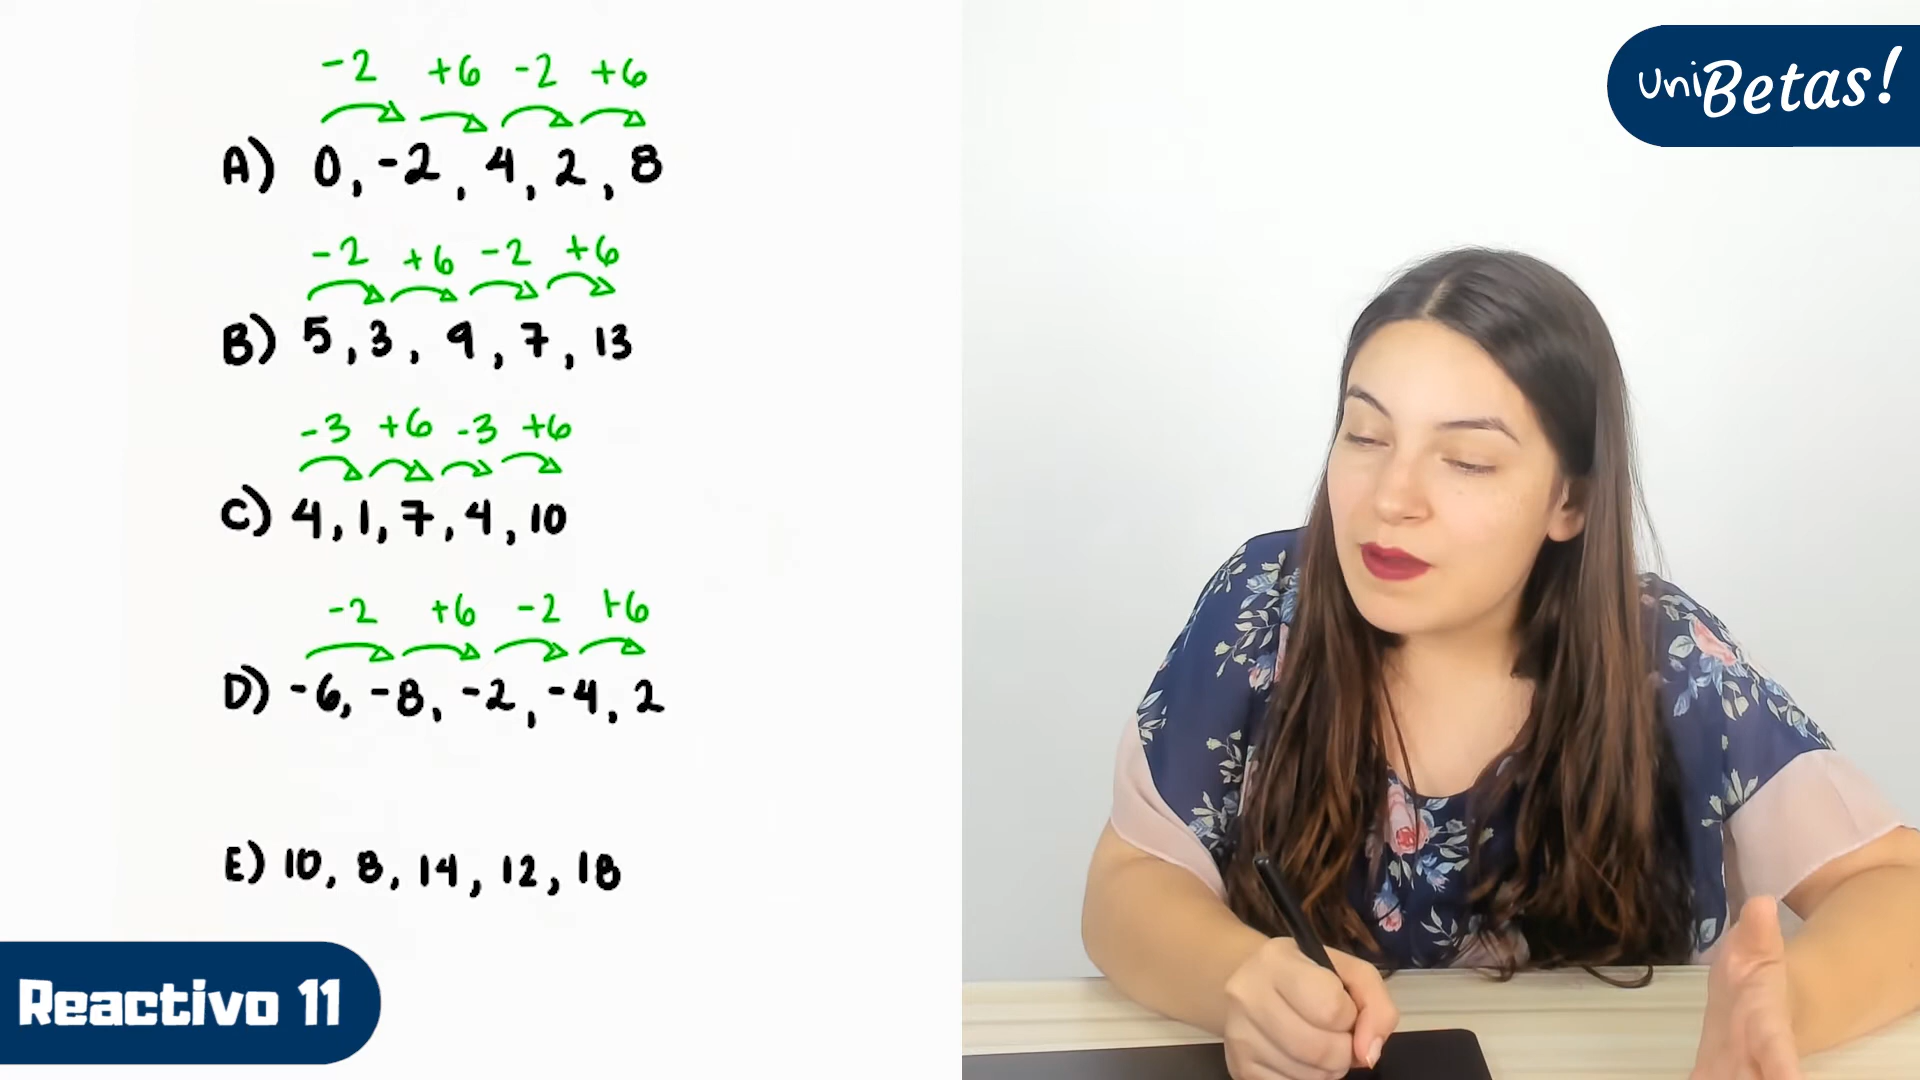 -2 +6 -2 +6
A) 0, -2, 4, 2, 8
-2 +6 -2 +6
B) 5, 3, 9, 7, 13
-3 +6 -3 +6
C) 4, 1, 7, 4, 10
-2 +6 -2 +6
D) -6, -8, -2, -4, 2
E) 10, 8, 14, 12, 18
Reactivo 11
uniBetas!